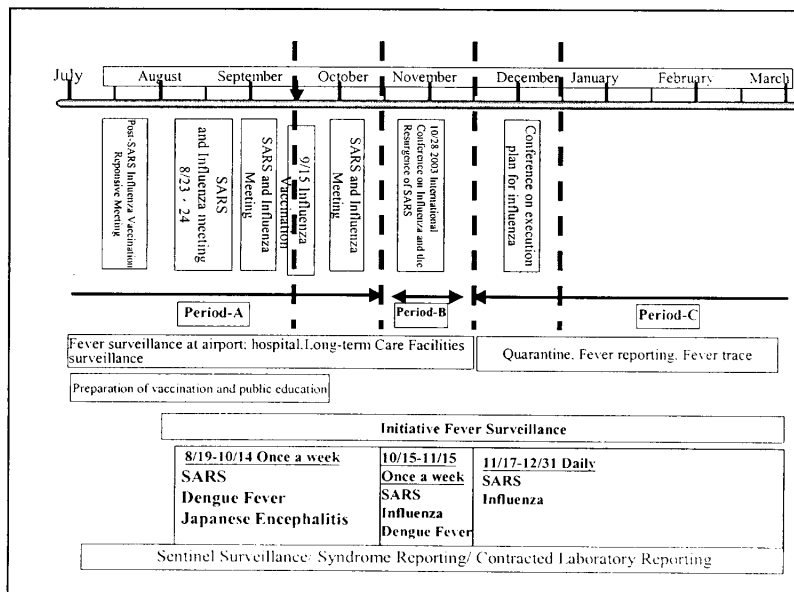 July August September October November December January February March
Post-SARS Influenza Vaccination
Reponsive Meeting
SARS
and Influenza meeting
8/23、24
SARS and Influenza
Meeting
9/15 Influenza
Vaccination
SARS and Influenza
Meeting
10/28 2003 International
Conference on Influenza and the
Resurgence of SARS
Conference on execution
plan for influenza
Period-A
Period-B
Period-C
Fever surveillance at airport; hospital.Long-term Care Facilities
surveillance
Quarantine. Fever reporting. Fever trace
Preparation of vaccination and public education
Initiative Fever Surveillance
8/19-10/14 Once a week
SARS
Dengue Fever
Japanese Encephalitis
10/15-11/15
Once a week
SARS
Influenza
Dengue Fever
11/17-12/31 Daily
SARS
Influenza
Sentinel Surveillance/ Syndrome Reporting/ Contracted Laboratory Reporting